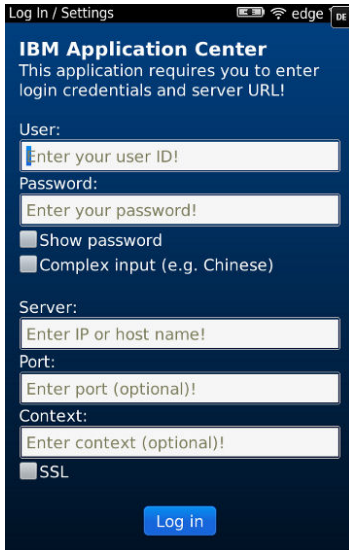 Log In / Settings edge DE
IBM Application Center
This application requires you to enter
login credentials and server URL!
User:
Enter your user ID!
Password:
Enter your password!
Show password
Complex input (e.g. Chinese)
Server:
Enter IP or host name!
Port:
Enter port (optional)!
Context:
Enter context (optional)!
SSL
Log in